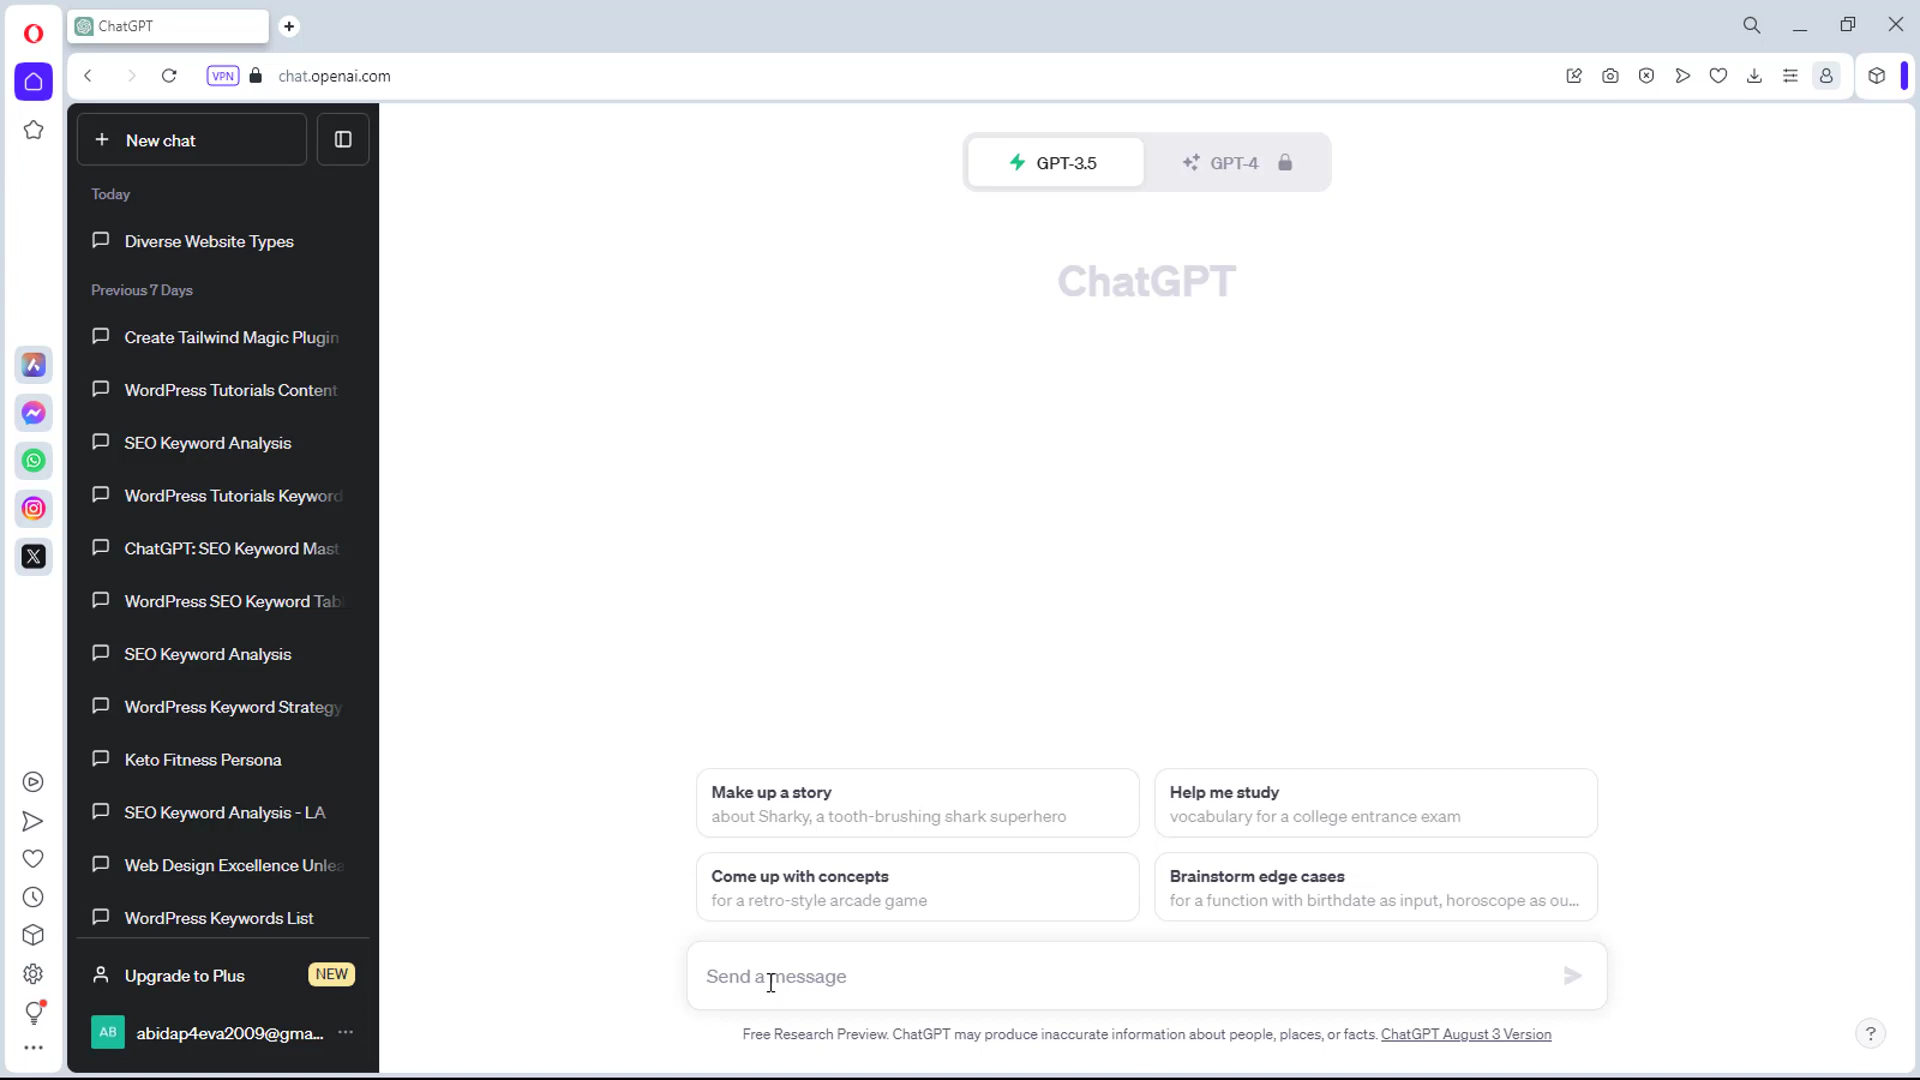 ChatGPT
VPN
chat.openai.com
New chat
Today
Diverse Website Types
Previous 7 Days
Create Tailwind Magic Plugin
WordPress Tutorials Content
SEO Keyword Analysis
WordPress Tutorials Keyword
ChatGPT: SEO Keyword Mast
WordPress SEO Keyword Tab
SEO Keyword Analysis
WordPress Keyword Strategy
Keto Fitness Persona
SEO Keyword Analysis - LA
Web Design Excellence Unlea
WordPress Keywords List
Upgrade to Plus NEW
AB abidap4eva2009@gma...
GPT-3.5 GPT-4
ChatGPT
Make up a story
about Sharky, a tooth-brushing shark superhero
Help me study
vocabulary for a college entrance exam
Come up with concepts
for a retro-style arcade game
Brainstorm edge cases
for a function with birthdate as input, horoscope as ou...
Send a message
Free Research Preview. ChatGPT may produce inaccurate information about people, places, or facts. ChatGPT August 3 Version
?